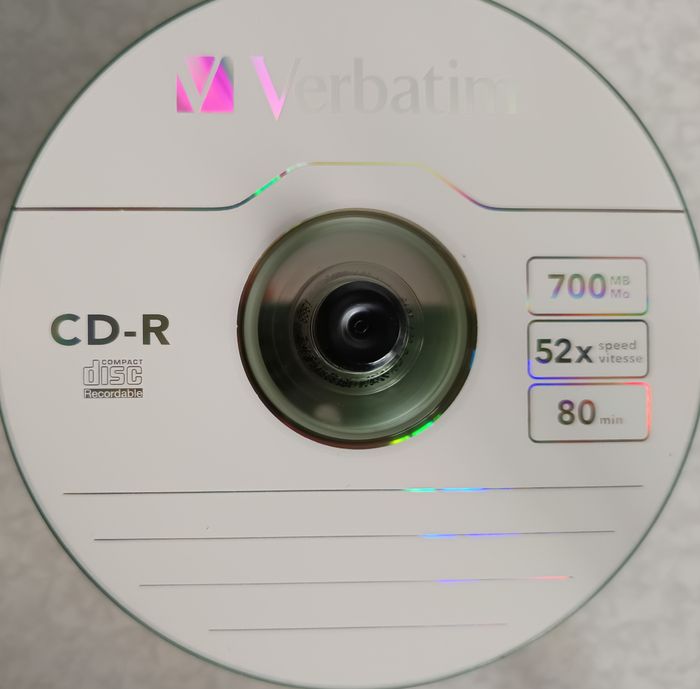 Verbatim
CD-R
COMPACT
disc
Recordable
700 MB
Mo
52x speed
vitesse
80 min